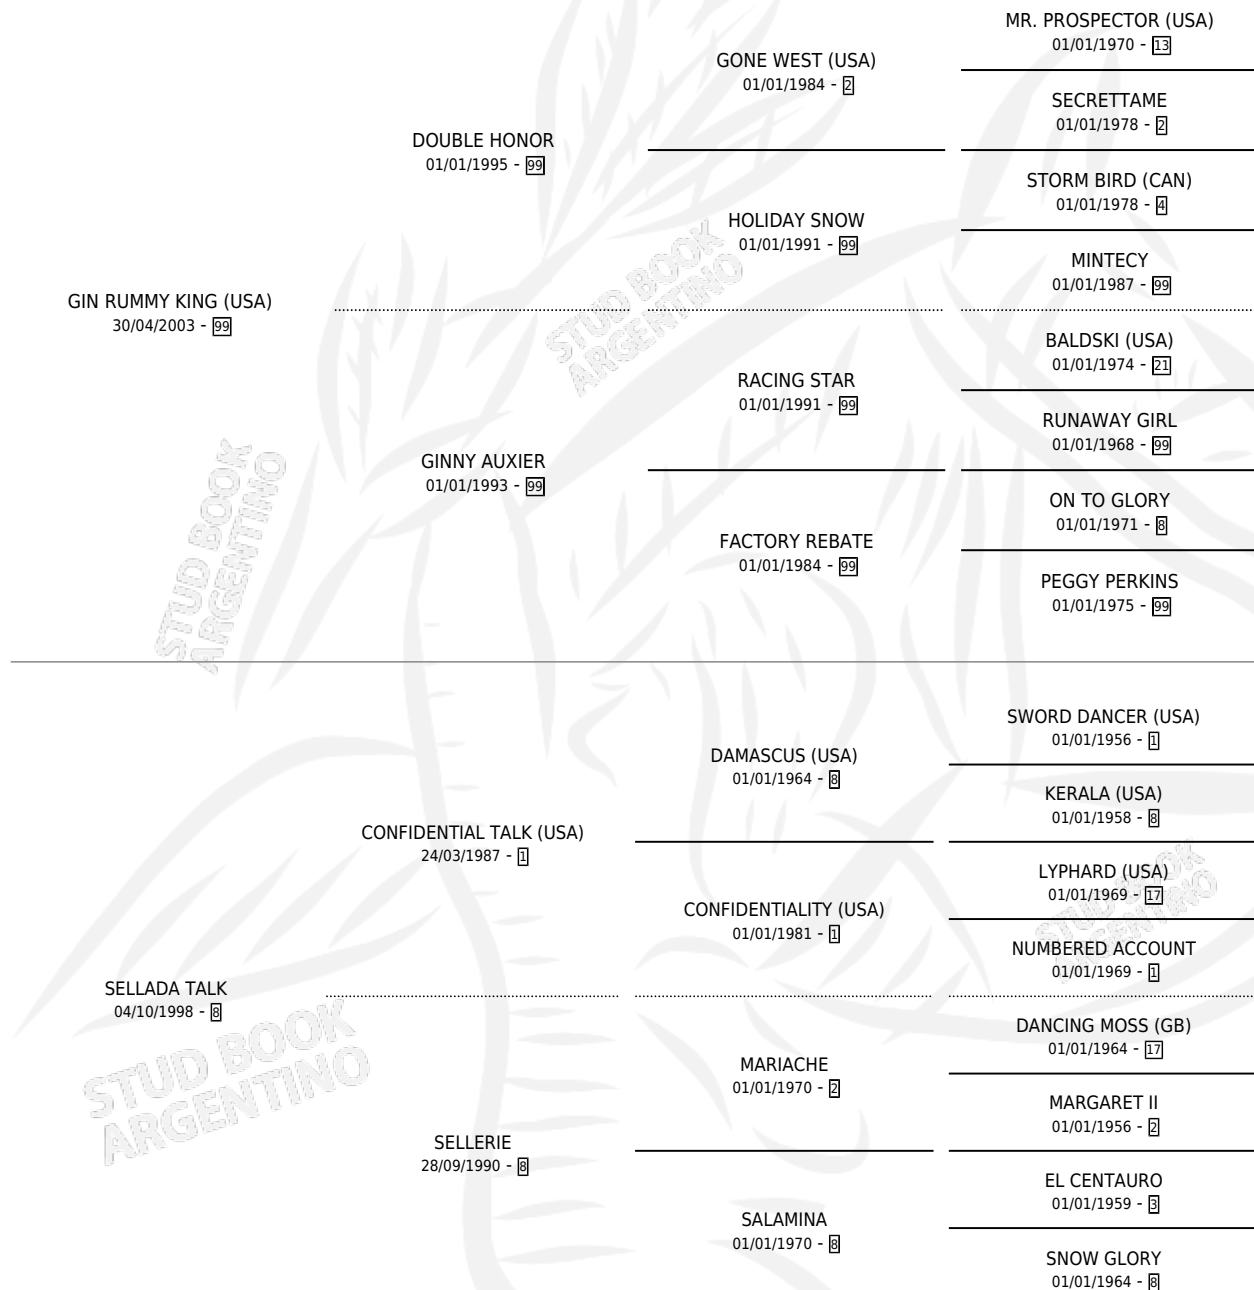 MR. PROSPECTOR (USA)
01/01/1970 - 13
GONE WEST (USA)
01/01/1984 - 2
SECRETTAME
01/01/1978 - 2
DOUBLE HONOR
01/01/1995 - 99
STORM BIRD (CAN)
01/01/1978 - 4
HOLIDAY SNOW
01/01/1991 - 99
MINTECY
01/01/1987 - 99
GIN RUMMY KING (USA)
30/04/2003 - 99
STUD BOOK
ARGENTINO
BALDSKI (USA)
01/01/1974 - 21
RACING STAR
01/01/1991 - 99
RUNAWAY GIRL
01/01/1968 - 99
GINNY AUXIER
01/01/1993 - 99
ON TO GLORY
01/01/1971 - 8
FACTORY REBATE
01/01/1984 - 99
PEGGY PERKINS
01/01/1975 - 99
STUD BOOK
ARGENTINO
SWORD DANCER (USA)
01/01/1956 - 1
DAMASCUS (USA)
01/01/1964 - 8
KERALA (USA)
01/01/1958 - 8
CONFIDENTIAL TALK (USA)
24/03/1987 - 1
LYPHARD (USA)
01/01/1969 - 17
CONFIDENTIALITY (USA)
01/01/1981 - 1
NUMBERED ACCOUNT
01/01/1969 - 1
STUD BOOK
ARGENTINO
SELLADA TALK
04/10/1998 - 8
DANCING MOSS (GB)
01/01/1964 - 17
MARIACHE
01/01/1970 - 2
MARGARET II
01/01/1956 - 2
STUD BOOK
ARGENTINO
SELLERIE
28/09/1990 - 8
EL CENTAURO
01/01/1959 - 3
SALAMINA
01/01/1970 - 8
SNOW GLORY
01/01/1964 - 8